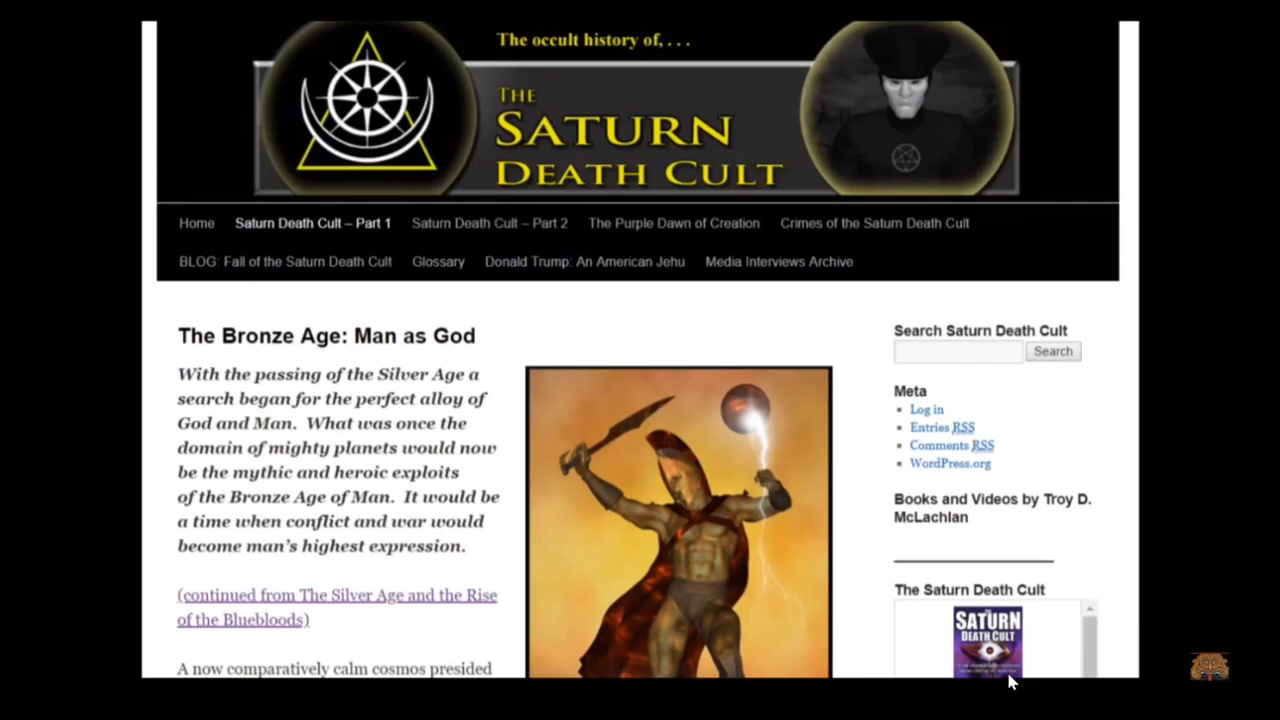 The occult history of, . . .
THE
SATURN
DEATH CULT
Home Saturn Death Cult – Part 1 Saturn Death Cult – Part 2 The Purple Dawn of Creation Crimes of the Saturn Death Cult
BLOG: Fall of the Saturn Death Cult Glossary Donald Trump: An American Jehu Media Interviews Archive
The Bronze Age: Man as God
With the passing of the Silver Age a
search began for the perfect alloy of
God and Man. What was once the
domain of mighty planets would now
be the mythic and heroic exploits
of the Bronze Age of Man. It would be
a time when conflict and war would
become man's highest expression.
(continued from The Silver Age and the Rise
of the Bluebloods)
A now comparatively calm cosmos presided
Search Saturn Death Cult
Search
Meta
Log in
Entries RSS
Comments RSS
WordPress.org
Books and Videos by Troy D.
McLachlan
The Saturn Death Cult
THE
SATURN
DEATH CULT